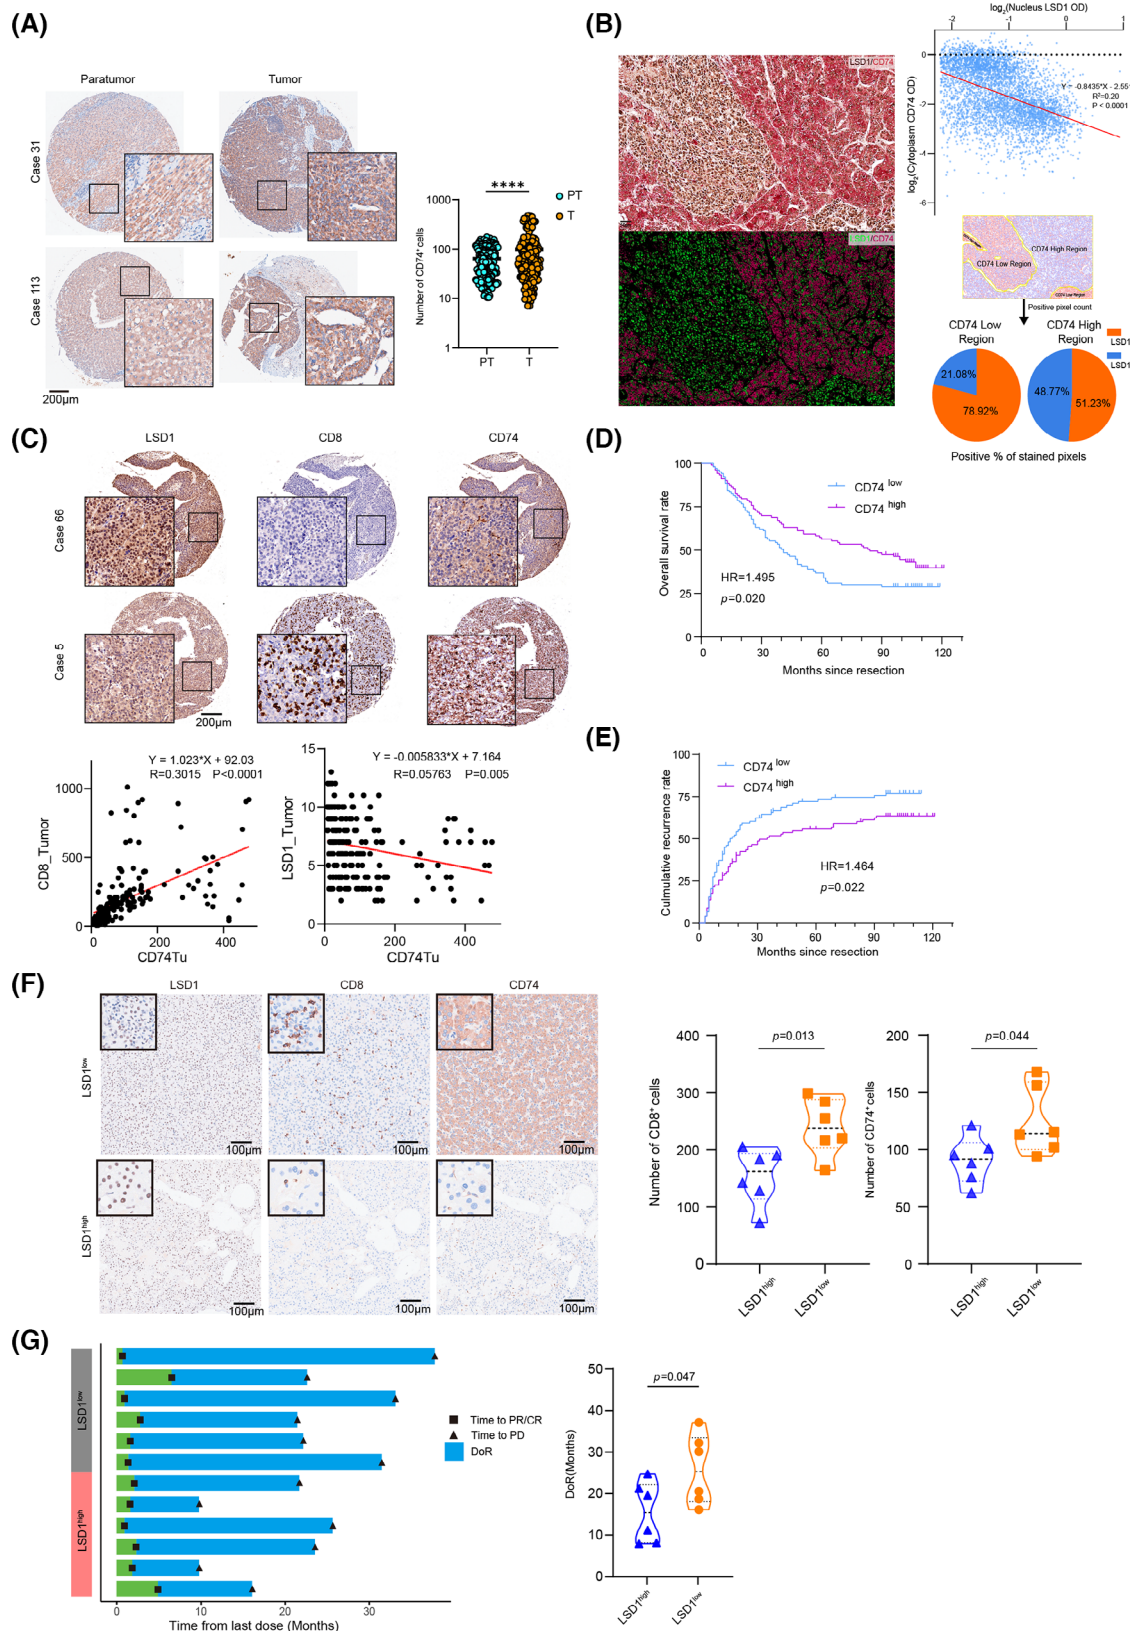 (A)
Paratumor
Tumor
Case 31
Case 113
200μm
Number of CD74+ cells
1000
100
10
1
****
PT
T
PT
T
(B)
LSD1/CD74
LSD1/CD74
log2(Nucleus LSD1 OD)
-2
-1
0
1
log2(Cytoplasm CD74 OD)
0
-2
-4
-6
Y = -0.8435*X - 2.55
R²=0.20
P < 0.0001
CD74 High Region
CD74 Low Region
CD74 Low Region
Positive pixel count
CD74 Low
Region
CD74 High
Region
LSD1
LSD1
21.08%
78.92%
48.77%
51.23%
Positive % of stained pixels
(C)
LSD1
CD8
CD74
Case 66
Case 5
200μm
Y = 1.023*X + 92.03
R=0.3015 P<0.0001
CD8_Tumor
1000
500
0
0
200
400
CD74Tu
Y = -0.005833*X + 7.164
R=0.05763 P=0.005
LSD1_Tumor
15
10
5
0
0
200
400
CD74Tu
(D)
Overall survival rate
100
75
50
25
0
CD74 low
CD74 high
HR=1.495
p=0.020
0
30
60
90
120
Months since resection
(E)
Culmulative recurrence rate
100
75
50
25
0
CD74 low
CD74 high
HR=1.464
p=0.022
0
30
60
90
120
Months since resection
(F)
LSD1
CD8
CD74
LSD1low
LSD1high
100μm
100μm
100μm
100μm
100μm
100μm
Number of CD8+ cells
400
300
200
100
0
p=0.013
LSD1high
LSD1low
Number of CD74+ cells
200
150
100
50
0
p=0.044
LSD1high
LSD1low
(G)
LSD1low
LSD1high
Time to PR/CR
Time to PD
DoR
0
10
20
30
Time from last dose (Months)
DoR(Months)
50
40
30
20
10
0
p=0.047
LSD1high
LSD1low